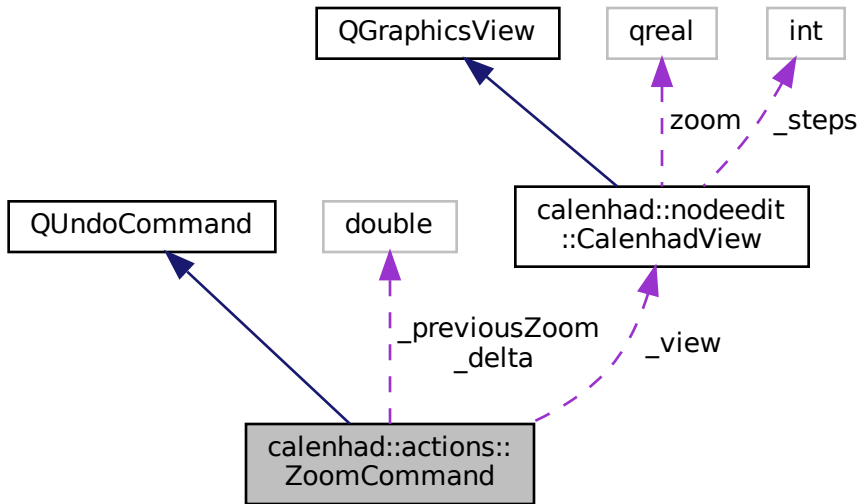 QGraphicsView
qreal
int
zoom
_steps
QUndoCommand
double
calenhad::nodeedit
::CalenhadView
_previousZoom
_delta
_view
calenhad::actions::
ZoomCommand